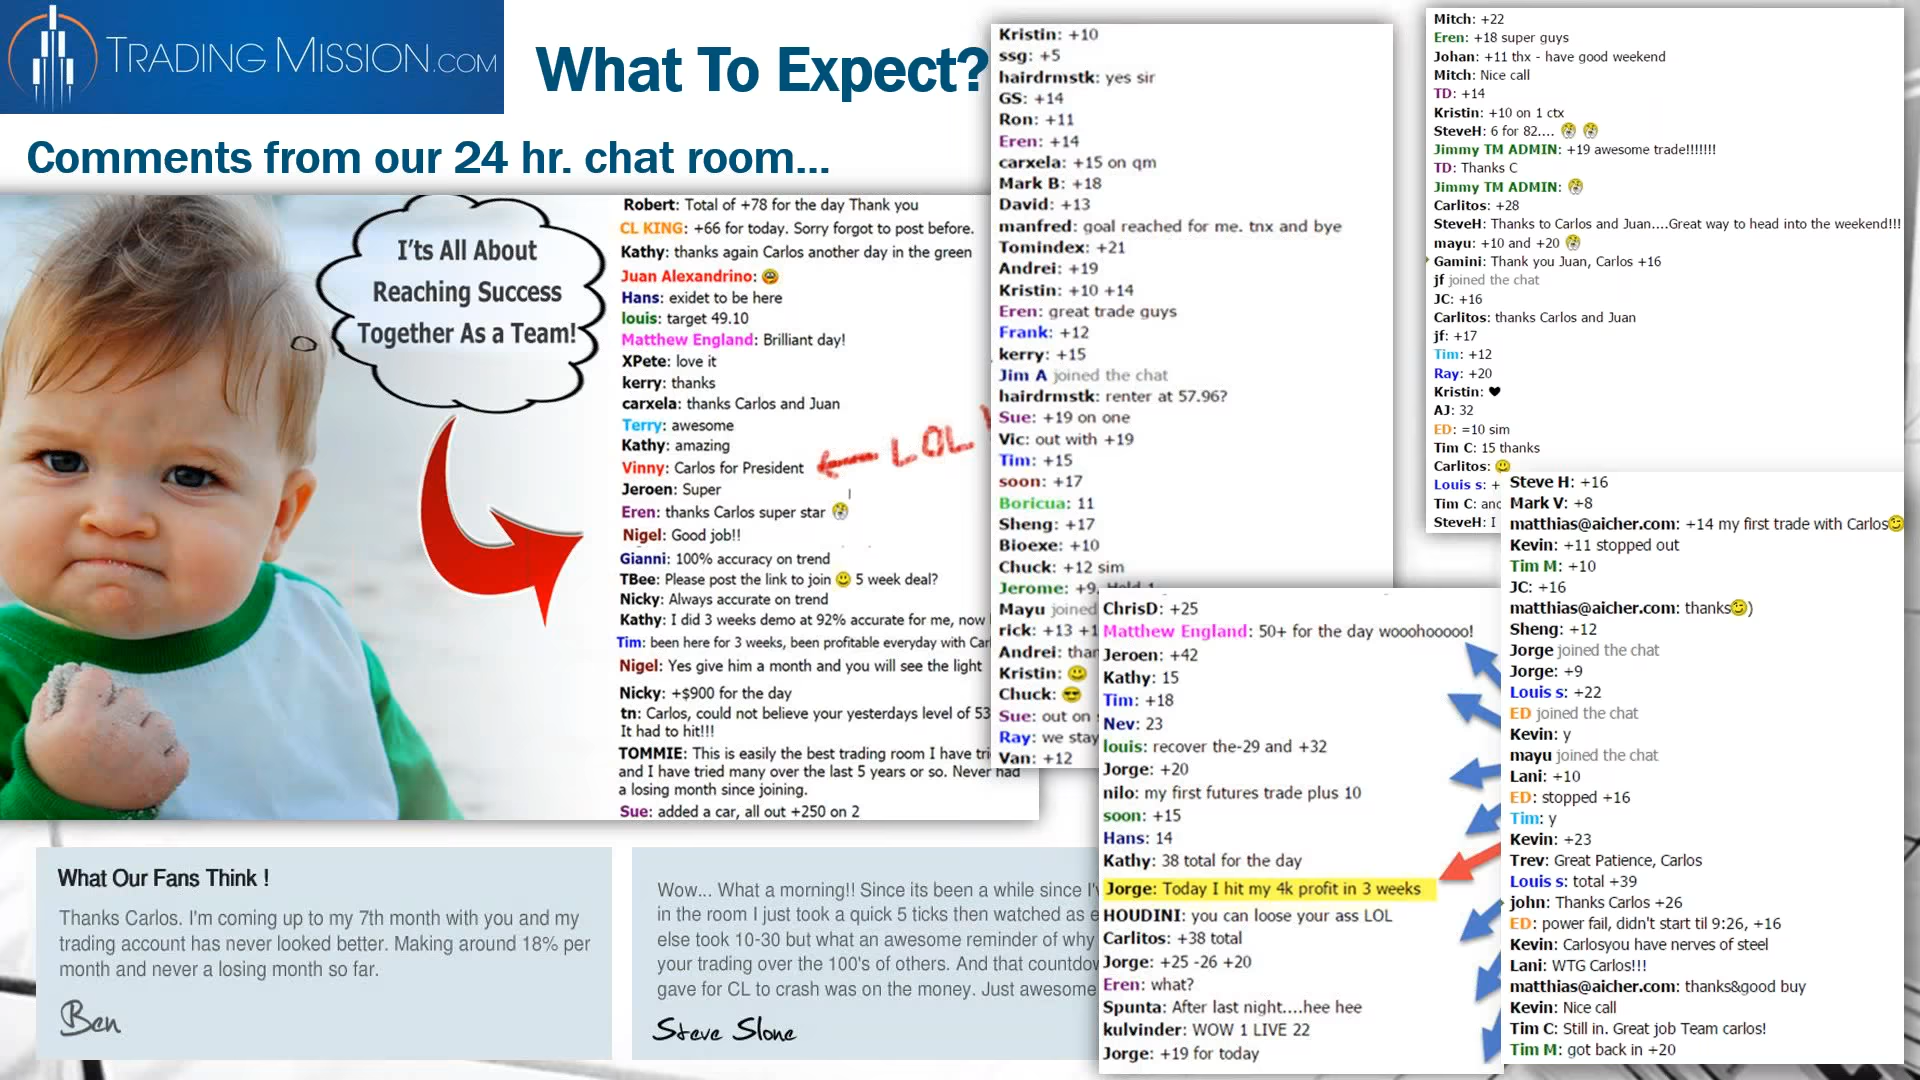 TRADINGMISSION.COM
What To Expect?
Comments from our 24 hr. chat room...
I'ts All About
Reaching Success
Together As a Team!
Robert: Total of +78 for the day Thank you
CL KING: +66 for today. Sorry forgot to post before.
Kathy: thanks again Carlos another day in the green
Juan Alexandrino:
Hans: exidet to be here
louis: target 49.10
Matthew England: Brilliant day!
XPete: love it
kerry: thanks
carxela: thanks Carlos and Juan
Terry: awesome
Kathy: amazing
Vinny: Carlos for President
LOL
Jeroen: Super
Eren: thanks Carlos super star
Nigel: Good job!!
Gianni: 100% accuracy on trend
TBee: Please post the link to join 5 week deal?
Nicky: Always accurate on trend
Kathy: I did 3 weeks demo at 92% accurate for me, now
Tim: been here for 3 weeks, been profitable everyday with Carl
Nigel: Yes give him a month and you will see the light
Nicky: +$900 for the day
tn: Carlos, could not believe your yesterdays level of 53
It had to hit!!!
TOMMIE: This is easily the best trading room I have tri
and I have tried many over the last 5 years or so. Never had
a losing month since joining.
Sue: added a car, all out +250 on 2
Kristin: +10
ssg: +5
hairdrmstk: yes sir
GS: +14
Ron: +11
Eren: +14
carxela: +15 on qm
Mark B: +18
David: +13
manfred: goal reached for me. tnx and bye
Tomindex: +21
Andrei: +19
Kristin: +10 +14
Eren: great trade guys
Frank: +12
kerry: +15
Jim A joined the chat
hairdrmstk: renter at 57.96?
Sue: +19 on one
Vic: out with +19
Tim: +15
soon: +17
Boricua: 11
Sheng: +17
Bioexe: +10
Chuck: +12 sim
Jerome: +9. Hold 1
Mayu joined
rick: +13 +1
Andrei: than
Kristin:
Chuck:
Sue: out on
Ray: we stay
Van: +12
Mitch: +22
Eren: +18 super guys
Johan: +11 thx - have good weekend
Mitch: Nice call
TD: +14
Kristin: +10 on 1 ctx
SteveH: 6 for 82....
Jimmy TM ADMIN: +19 awesome trade!!!!!!!
TD: Thanks C
Jimmy TM ADMIN:
Carlitos: +28
SteveH: Thanks to Carlos and Juan....Great way to head into the weekend!!!
mayu: +10 and +20
Gamini: Thank you Juan, Carlos +16
jf joined the chat
JC: +16
Carlitos: thanks Carlos and Juan
jf: +17
Tim: +12
Ray: +20
Kristin: ♥
AJ: 32
ED: =10 sim
Tim C: 15 thanks
Carlitos:
Louis s: +
Tim C: and
SteveH: I
ChrisD: +25
Matthew England: 50+ for the day wooohooooo!
Jeroen: +42
Kathy: 15
Tim: +18
Nev: 23
louis: recover the-29 and +32
Jorge: +20
nilo: my first futures trade plus 10
soon: +15
Hans: 14
Kathy: 38 total for the day
Jorge: Today I hit my 4k profit in 3 weeks
HOUDINI: you can loose your ass LOL
Carlitos: +38 total
Jorge: +25 -26 +20
Eren: what?
Spunta: After last night....hee hee
kulvinder: WOW 1 LIVE 22
Jorge: +19 for today
Steve H: +16
Mark V: +8
matthias@aicher.com: +14 my first trade with Carlos
Kevin: +11 stopped out
Tim M: +10
JC: +16
matthias@aicher.com: thanks )
Sheng: +12
Jorge joined the chat
Jorge: +9
Louis s: +22
ED joined the chat
Kevin: y
mayu joined the chat
Lani: +10
ED: stopped +16
Tim: y
Kevin: +23
Trev: Great Patience, Carlos
Louis s: total +39
john: Thanks Carlos +26
ED: power fail, didn't start til 9:26, +16
Kevin: Carlosyou have nerves of steel
Lani: WTG Carlos!!!
matthias@aicher.com: thanks&good buy
Kevin: Nice call
Tim C: Still in. Great job Team carlos!
Tim M: got back in +20
What Our Fans Think !
Thanks Carlos. I'm coming up to my 7th month with you and my
trading account has never looked better. Making around 18% per
month and never a losing month so far.
Ben
Wow... What a morning!! Since its been a while since I'v
in the room I just took a quick 5 ticks then watched as e
else took 10-30 but what an awesome reminder of why
your trading over the 100's of others. And that countdov
gave for CL to crash was on the money. Just awesome
Steve Slone